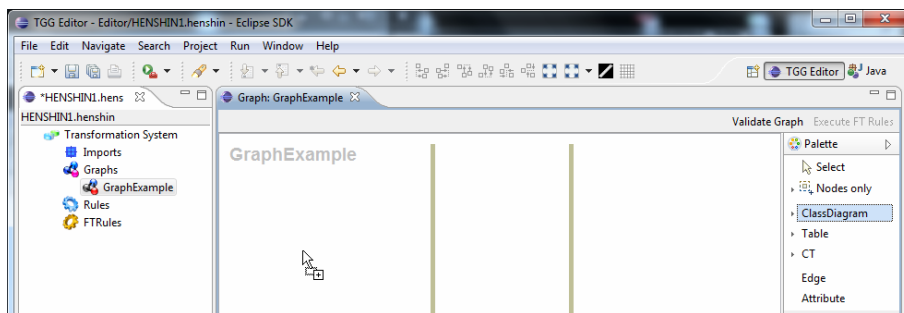 TGG Editor - Editor/HENSHIN1.henshin - Eclipse SDK
File Edit Navigate Search Project Run Window Help
TGG Editor Java
*HENSHIN1.hens
Graph: GraphExample
HENSHIN1.henshin
Validate Graph Execute FT Rules
Transformation System
Imports
Graphs
GraphExample
Rules
FTRules
GraphExample
Palette
Select
Nodes only
ClassDiagram
Table
CT
Edge
Attribute